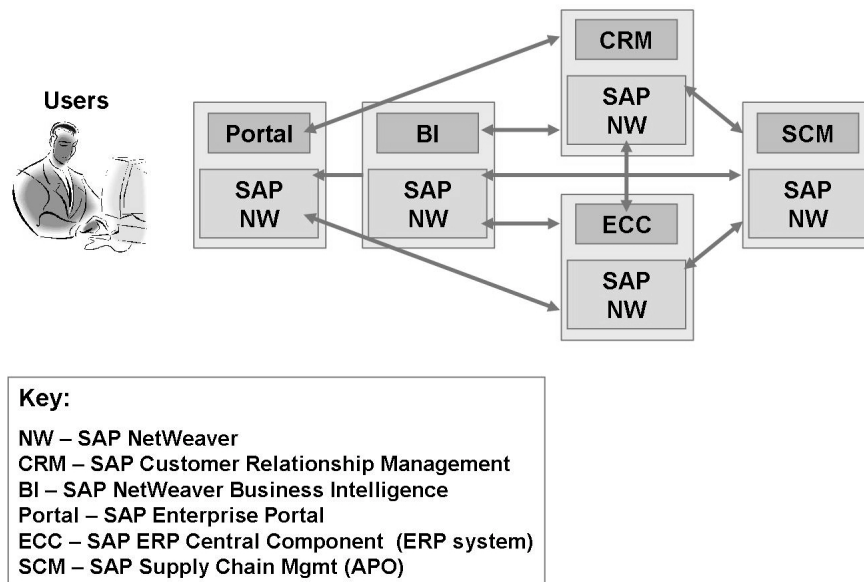 Users
Portal
SAP
NW
BI
SAP
NW
CRM
SAP
NW
ECC
SAP
NW
SCM
SAP
NW
Key:
NW – SAP NetWeaver
CRM – SAP Customer Relationship Management
BI – SAP NetWeaver Business Intelligence
Portal – SAP Enterprise Portal
ECC – SAP ERP Central Component (ERP system)
SCM – SAP Supply Chain Mgmt (APO)